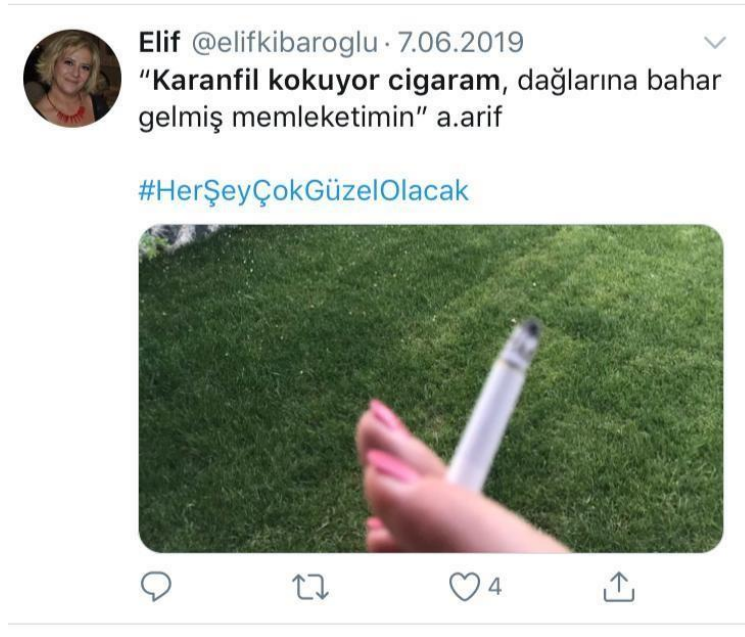 Elif @elifkibaroglu · 7.06.2019
“Karanfil kokuyor cigaram, dağlarına bahar
gelmiş memleketimin” a.arif
#HerŞeyÇokGüzelOlacak
4